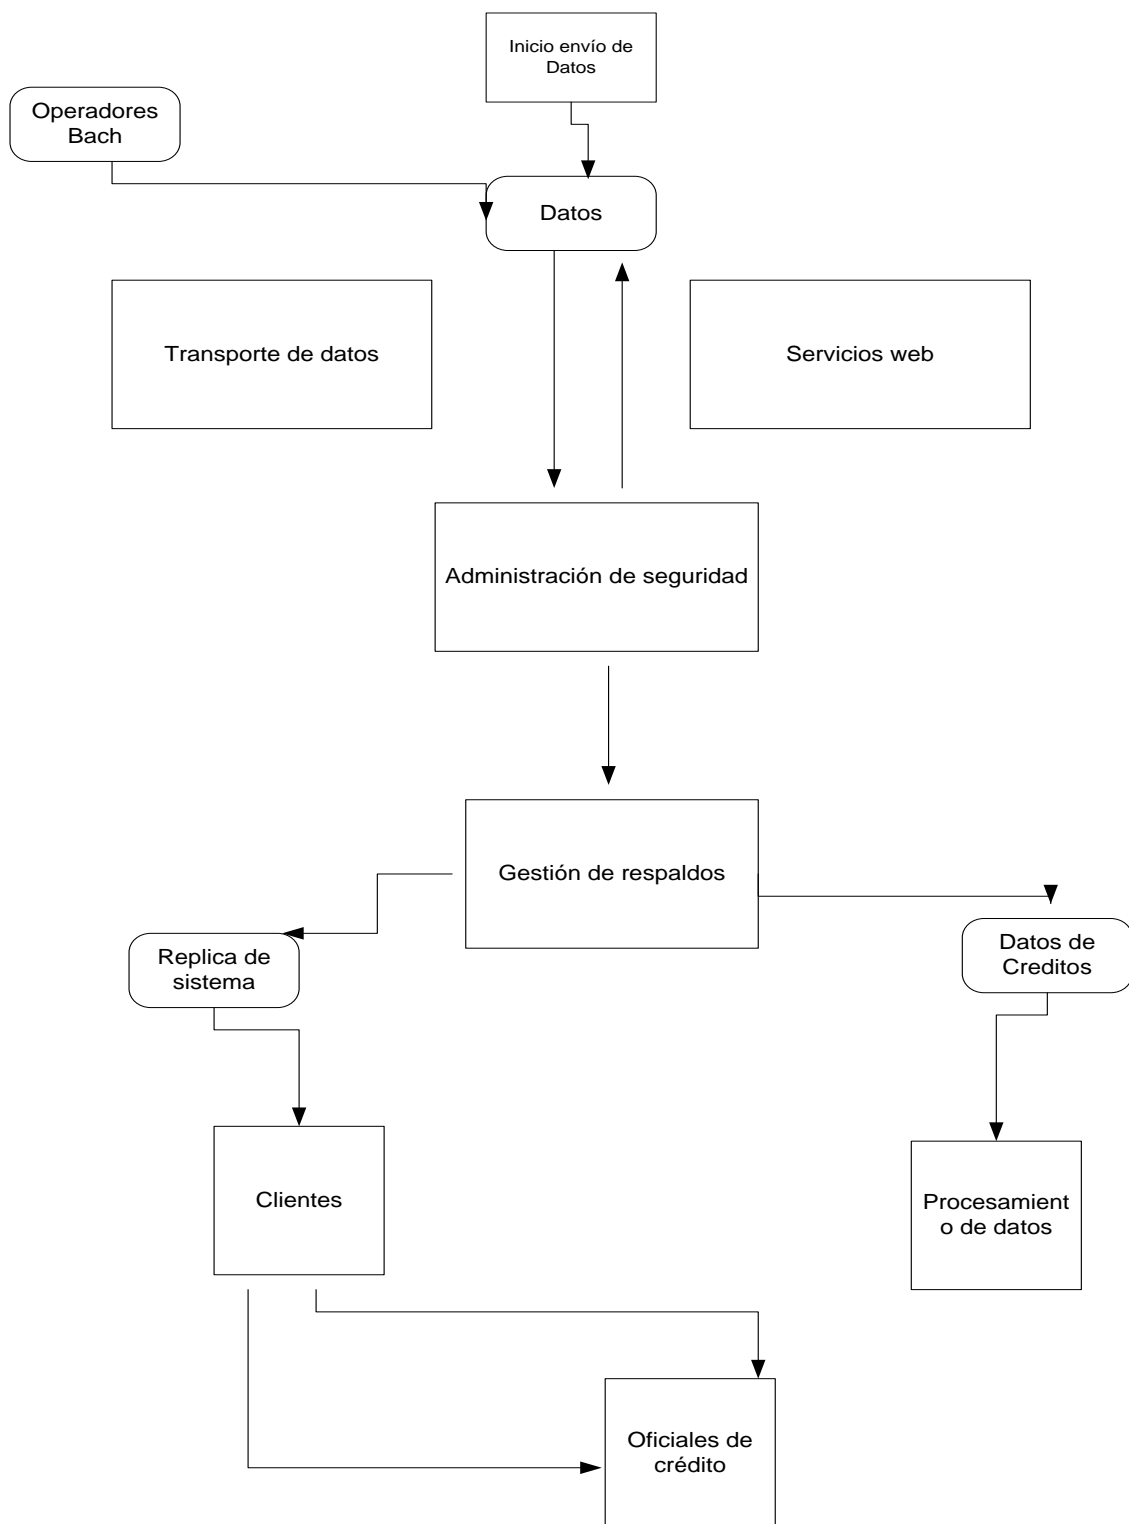 Inicio envío de
Datos
Operadores
Bach
Datos
Transporte de datos
Servicios web
Administración de seguridad
Gestión de respaldos
Replica de
sistema
Datos de
Creditos
Clientes
Procesamient
o de datos
Oficiales de
crédito